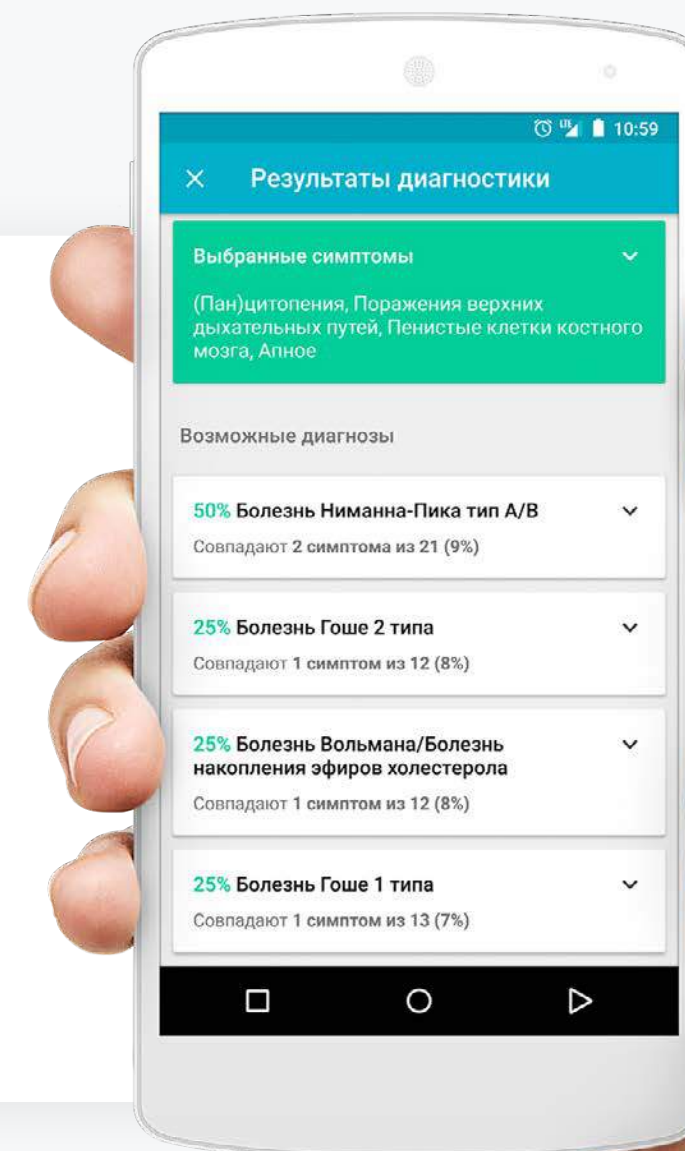 LTE 10:59
Результаты диагностики
Выбранные симптомы
(Пан)цитопения, Поражения верхних
дыхательных путей, Пенистые клетки костного
мозга, Апное
Возможные диагнозы
50% Болезнь Ниманна-Пика тип А/В
Совпадают 2 симптома из 21 (9%)
25% Болезнь Гоше 2 типа
Совпадают 1 симптом из 12 (8%)
25% Болезнь Вольмана/Болезнь
накопления эфиров холестерола
Совпадают 1 симптом из 12 (8%)
25% Болезнь Гоше 1 типа
Совпадают 1 симптом из 13 (7%)